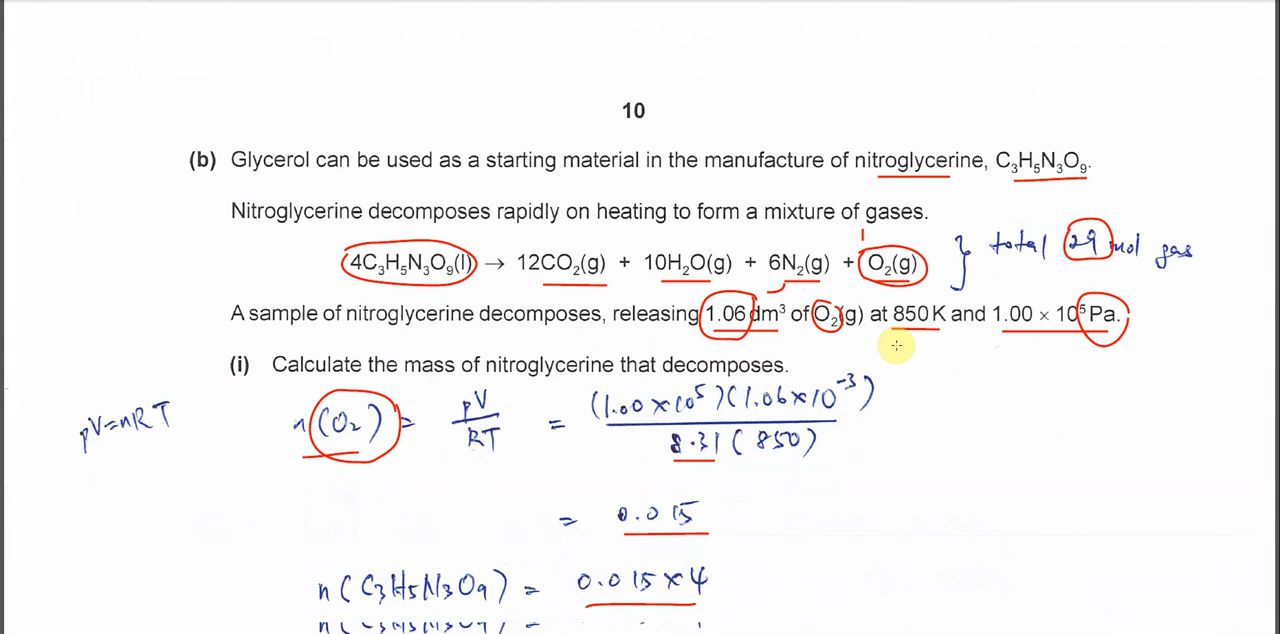 10
(b) Glycerol can be used as a starting material in the manufacture of nitroglycerine, C₃H₅N₃O₉.
Nitroglycerine decomposes rapidly on heating to form a mixture of gases.
1
4C₃H₅N₃O₉(l) → 12CO₂(g) + 10H₂O(g) + 6N₂(g) + O₂(g) } total 29 mol gas
A sample of nitroglycerine decomposes, releasing 1.06 dm³ of O₂(g) at 850 K and 1.00 × 10⁵ Pa.
(i) Calculate the mass of nitroglycerine that decomposes.
pV=nRT n(O₂) = pV/RT = (1.00×10⁵)(1.06×10⁻³)/8.31(850)
= 0.015
n(C₃H₅N₃O₉) = 0.015×4